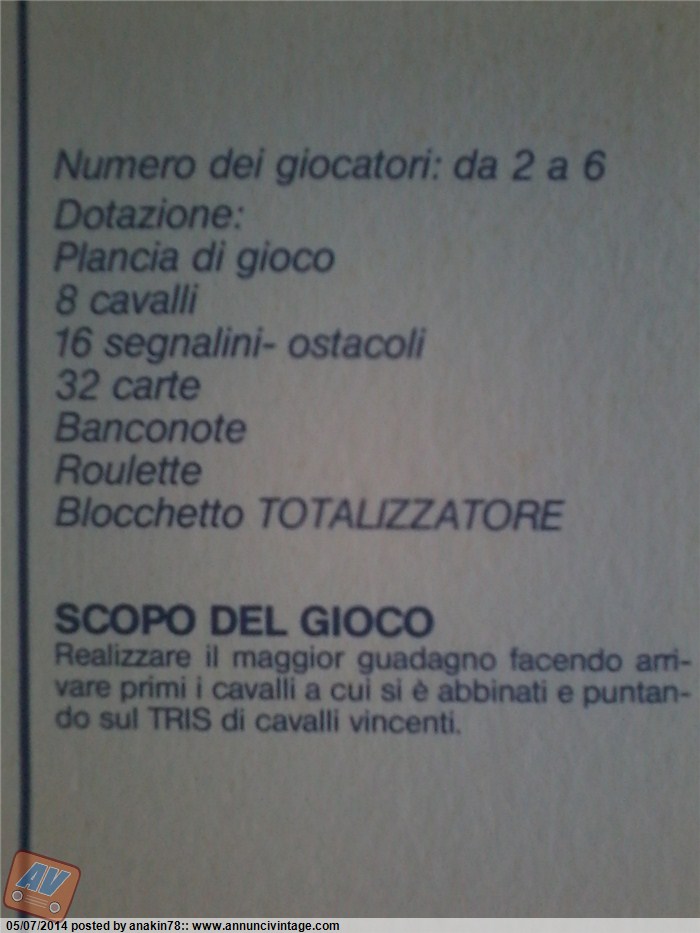 Numero dei giocatori: da 2 a 6
Dotazione:
Plancia di gioco
8 cavalli
16 segnalini- ostacoli
32 carte
Banconote
Roulette
Blocchetto TOTALIZZATORE
SCOPO DEL GIOCO
Realizzare il maggior guadagno facendo arri-
vare primi i cavalli a cui si è abbinati e puntan-
do sul TRIS di cavalli vincenti.
AV
05/07/2014 posted by anakin78:: www.annuncivintage.com